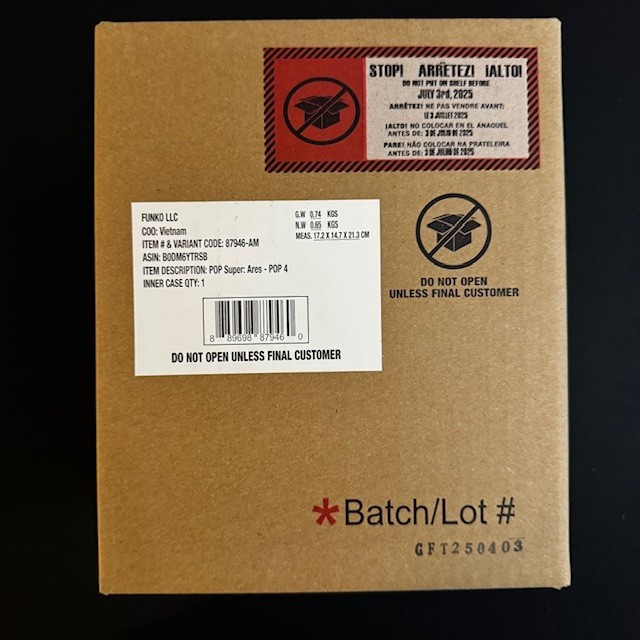 STOP! ARRÊTEZ! ¡ALTO!
DO NOT PUT ON SHELF BEFORE:
JULY 3rd, 2025
ARRÊTEZ! NE PAS VENDRE AVANT:
LE 3 JUILLET 2025
¡ALTO! NO COLOCAR EN EL ANAQUEL
ANTES DE: 3 DE JULIO DE 2025
PARE! NÃO COLOCAR NA PRATELEIRA
ANTES DE: 3 DE JULHO DE 2025
FUNKO LLC
COO: Vietnam
ITEM # & VARIANT CODE: 87946-AM
ASIN: B0DM6YTRSB
ITEM DESCRIPTION: POP Super: Ares - POP 4
INNER CASE QTY: 1
G.W 0.74 KGS
N.W 0.65 KGS
MEAS. 17.2 X 14.7 X 21.3 CM
8 89698 87946 0
DO NOT OPEN UNLESS FINAL CUSTOMER
DO NOT OPEN
UNLESS FINAL CUSTOMER
*Batch/Lot #
GFT250403